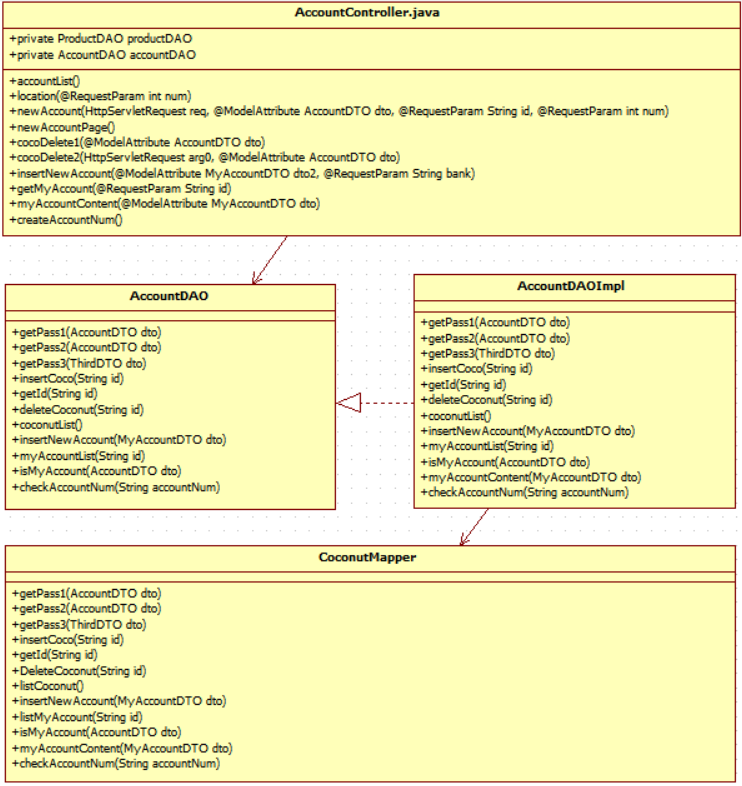 AccountController.java
+private ProductDAO productDAO
+private AccountDAO accountDAO
+accountList()
+location(@RequestParam int num)
+newAccount(HttpServletRequest req, @ModelAttribute AccountDTO dto, @RequestParam String id, @RequestParam int num)
+newAccountPage()
+cocoDelete1(@ModelAttribute AccountDTO dto)
+cocoDelete2(HttpServletRequest arg0, @ModelAttribute AccountDTO dto)
+insertNewAccount(@ModelAttribute MyAccountDTO dto2, @RequestParam String bank)
+getMyAccount(@RequestParam String id)
+myAccountContent(@ModelAttribute MyAccountDTO dto)
+createAccountNum()
AccountDAO
+getPass1(AccountDTO dto)
+getPass2(AccountDTO dto)
+getPass3(ThirdDTO dto)
+insertCoco(String id)
+getId(String id)
+deleteCoconut(String id)
+coconutList()
+insertNewAccount(MyAccountDTO dto)
+myAccountList(String id)
+isMyAccount(AccountDTO dto)
+checkAccountNum(String accountNum)
AccountDAOImpl
+getPass1(AccountDTO dto)
+getPass2(AccountDTO dto)
+getPass3(ThirdDTO dto)
+insertCoco(String id)
+getId(String id)
+deleteCoconut(String id)
+coconutList()
+insertNewAccount(MyAccountDTO dto)
+myAccountList(String id)
+isMyAccount(AccountDTO dto)
+myAccountContent(MyAccountDTO dto)
+checkAccountNum(String accountNum)
CoconutMapper
+getPass1(AccountDTO dto)
+getPass2(AccountDTO dto)
+getPass3(ThirdDTO dto)
+insertCoco(String id)
+getId(String id)
+DeleteCoconut(String id)
+listCoconut()
+insertNewAccount(MyAccountDTO dto)
+listMyAccount(String id)
+isMyAccount(AccountDTO dto)
+myAccountContent(MyAccountDTO dto)
+checkAccountNum(String accountNum)